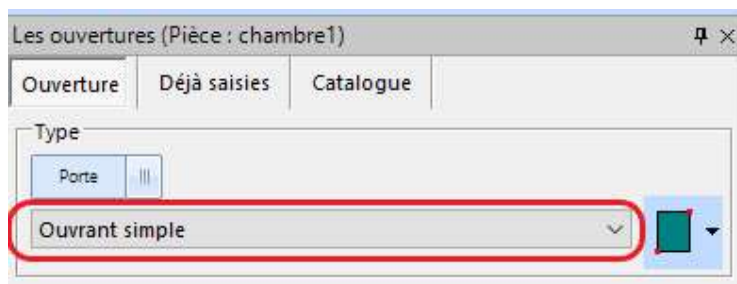 Les ouvertures (Pièce : chambre1)
Ouverture Déjà saisies Catalogue
Type
Porte
Ouvrant simple